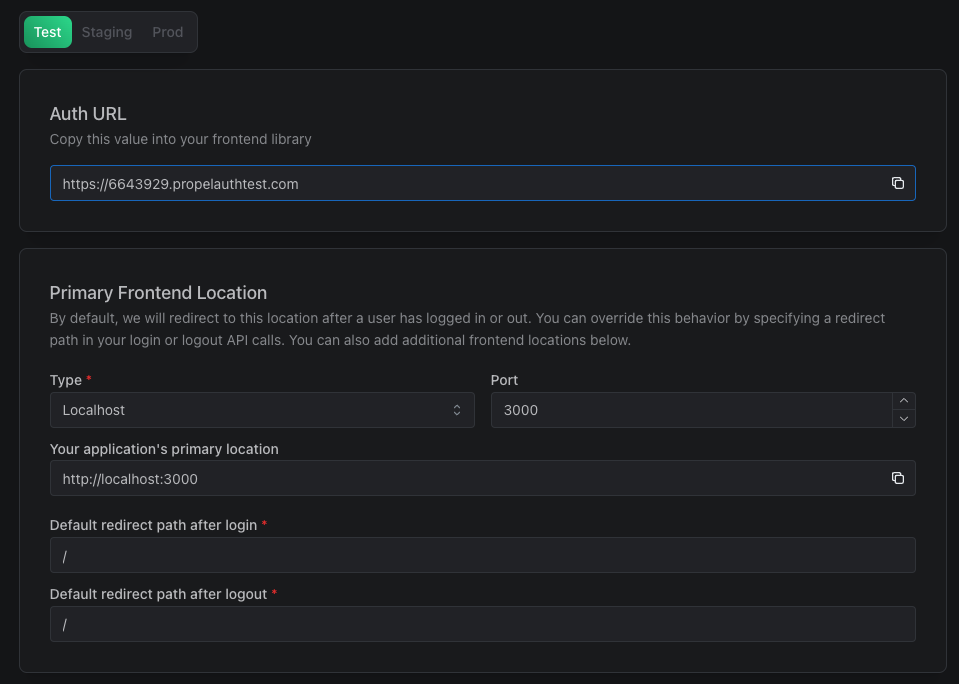 Test Staging Prod
Auth URL
Copy this value into your frontend library
https://6643929.propelauthtest.com
Primary Frontend Location
By default, we will redirect to this location after a user has logged in or out. You can override this behavior by specifying a redirect
path in your login or logout API calls. You can also add additional frontend locations below.
Type * Port
Localhost 3000
Your application's primary location
http://localhost:3000
Default redirect path after login *
/
Default redirect path after logout *
/